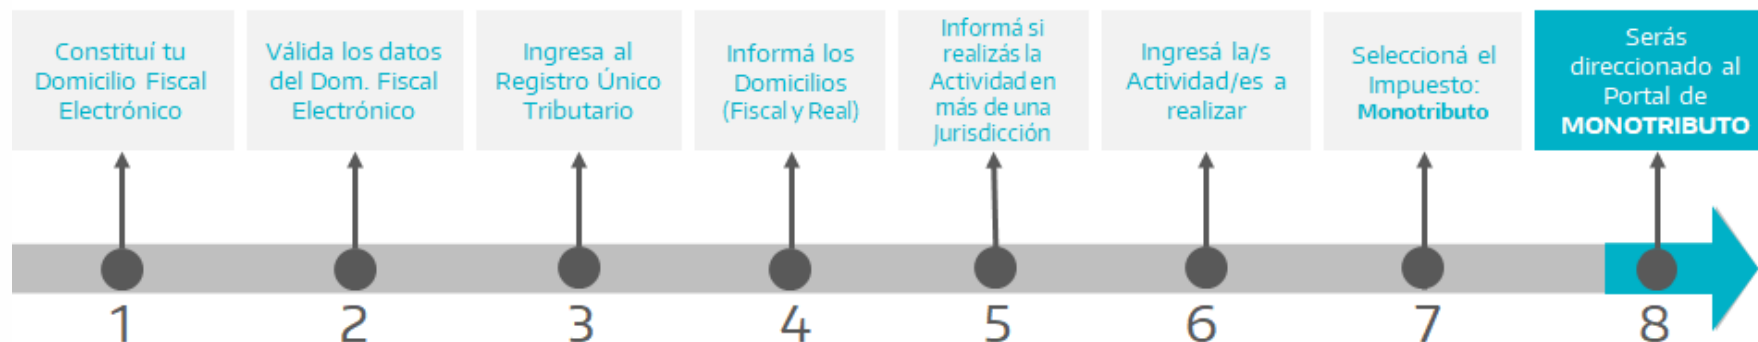 Constituí tu
Domicilio Fiscal
Electrónico
Válida los datos
del Dom. Fiscal
Electrónico
Ingresa al
Registro Único
Tributario
Informá los
Domicilios
(Fiscal y Real)
Informá si
realizás la
Actividad en
más de una
Jurisdicción
Ingresá la/s
Actividad/es a
realizar
Seleccioná el
Impuesto:
Monotributo
Serás
direccionado al
Portal de
MONOTRIBUTO
1
2
3
4
5
6
7
8